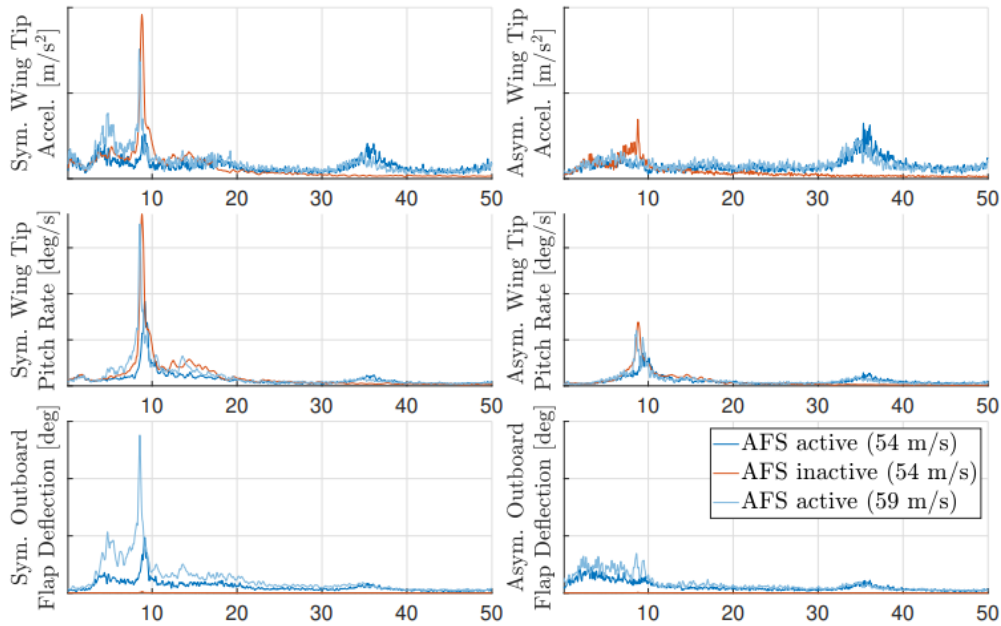 Sym. Wing Tip
Accel. [m/s²]
10 20 30 40 50
Asym. Wing Tip
Accel. [m/s²]
10 20 30 40 50
Sym. Wing Tip
Pitch Rate [deg/s]
10 20 30 40 50
Asym. Wing Tip
Pitch Rate [deg/s]
10 20 30 40 50
Sym. Outboard
Flap Deflection [deg]
10 20 30 40 50
Asym. Outboard
Flap Deflection [deg]
AFS active (54 m/s)
AFS inactive (54 m/s)
AFS active (59 m/s)
10 20 30 40 50